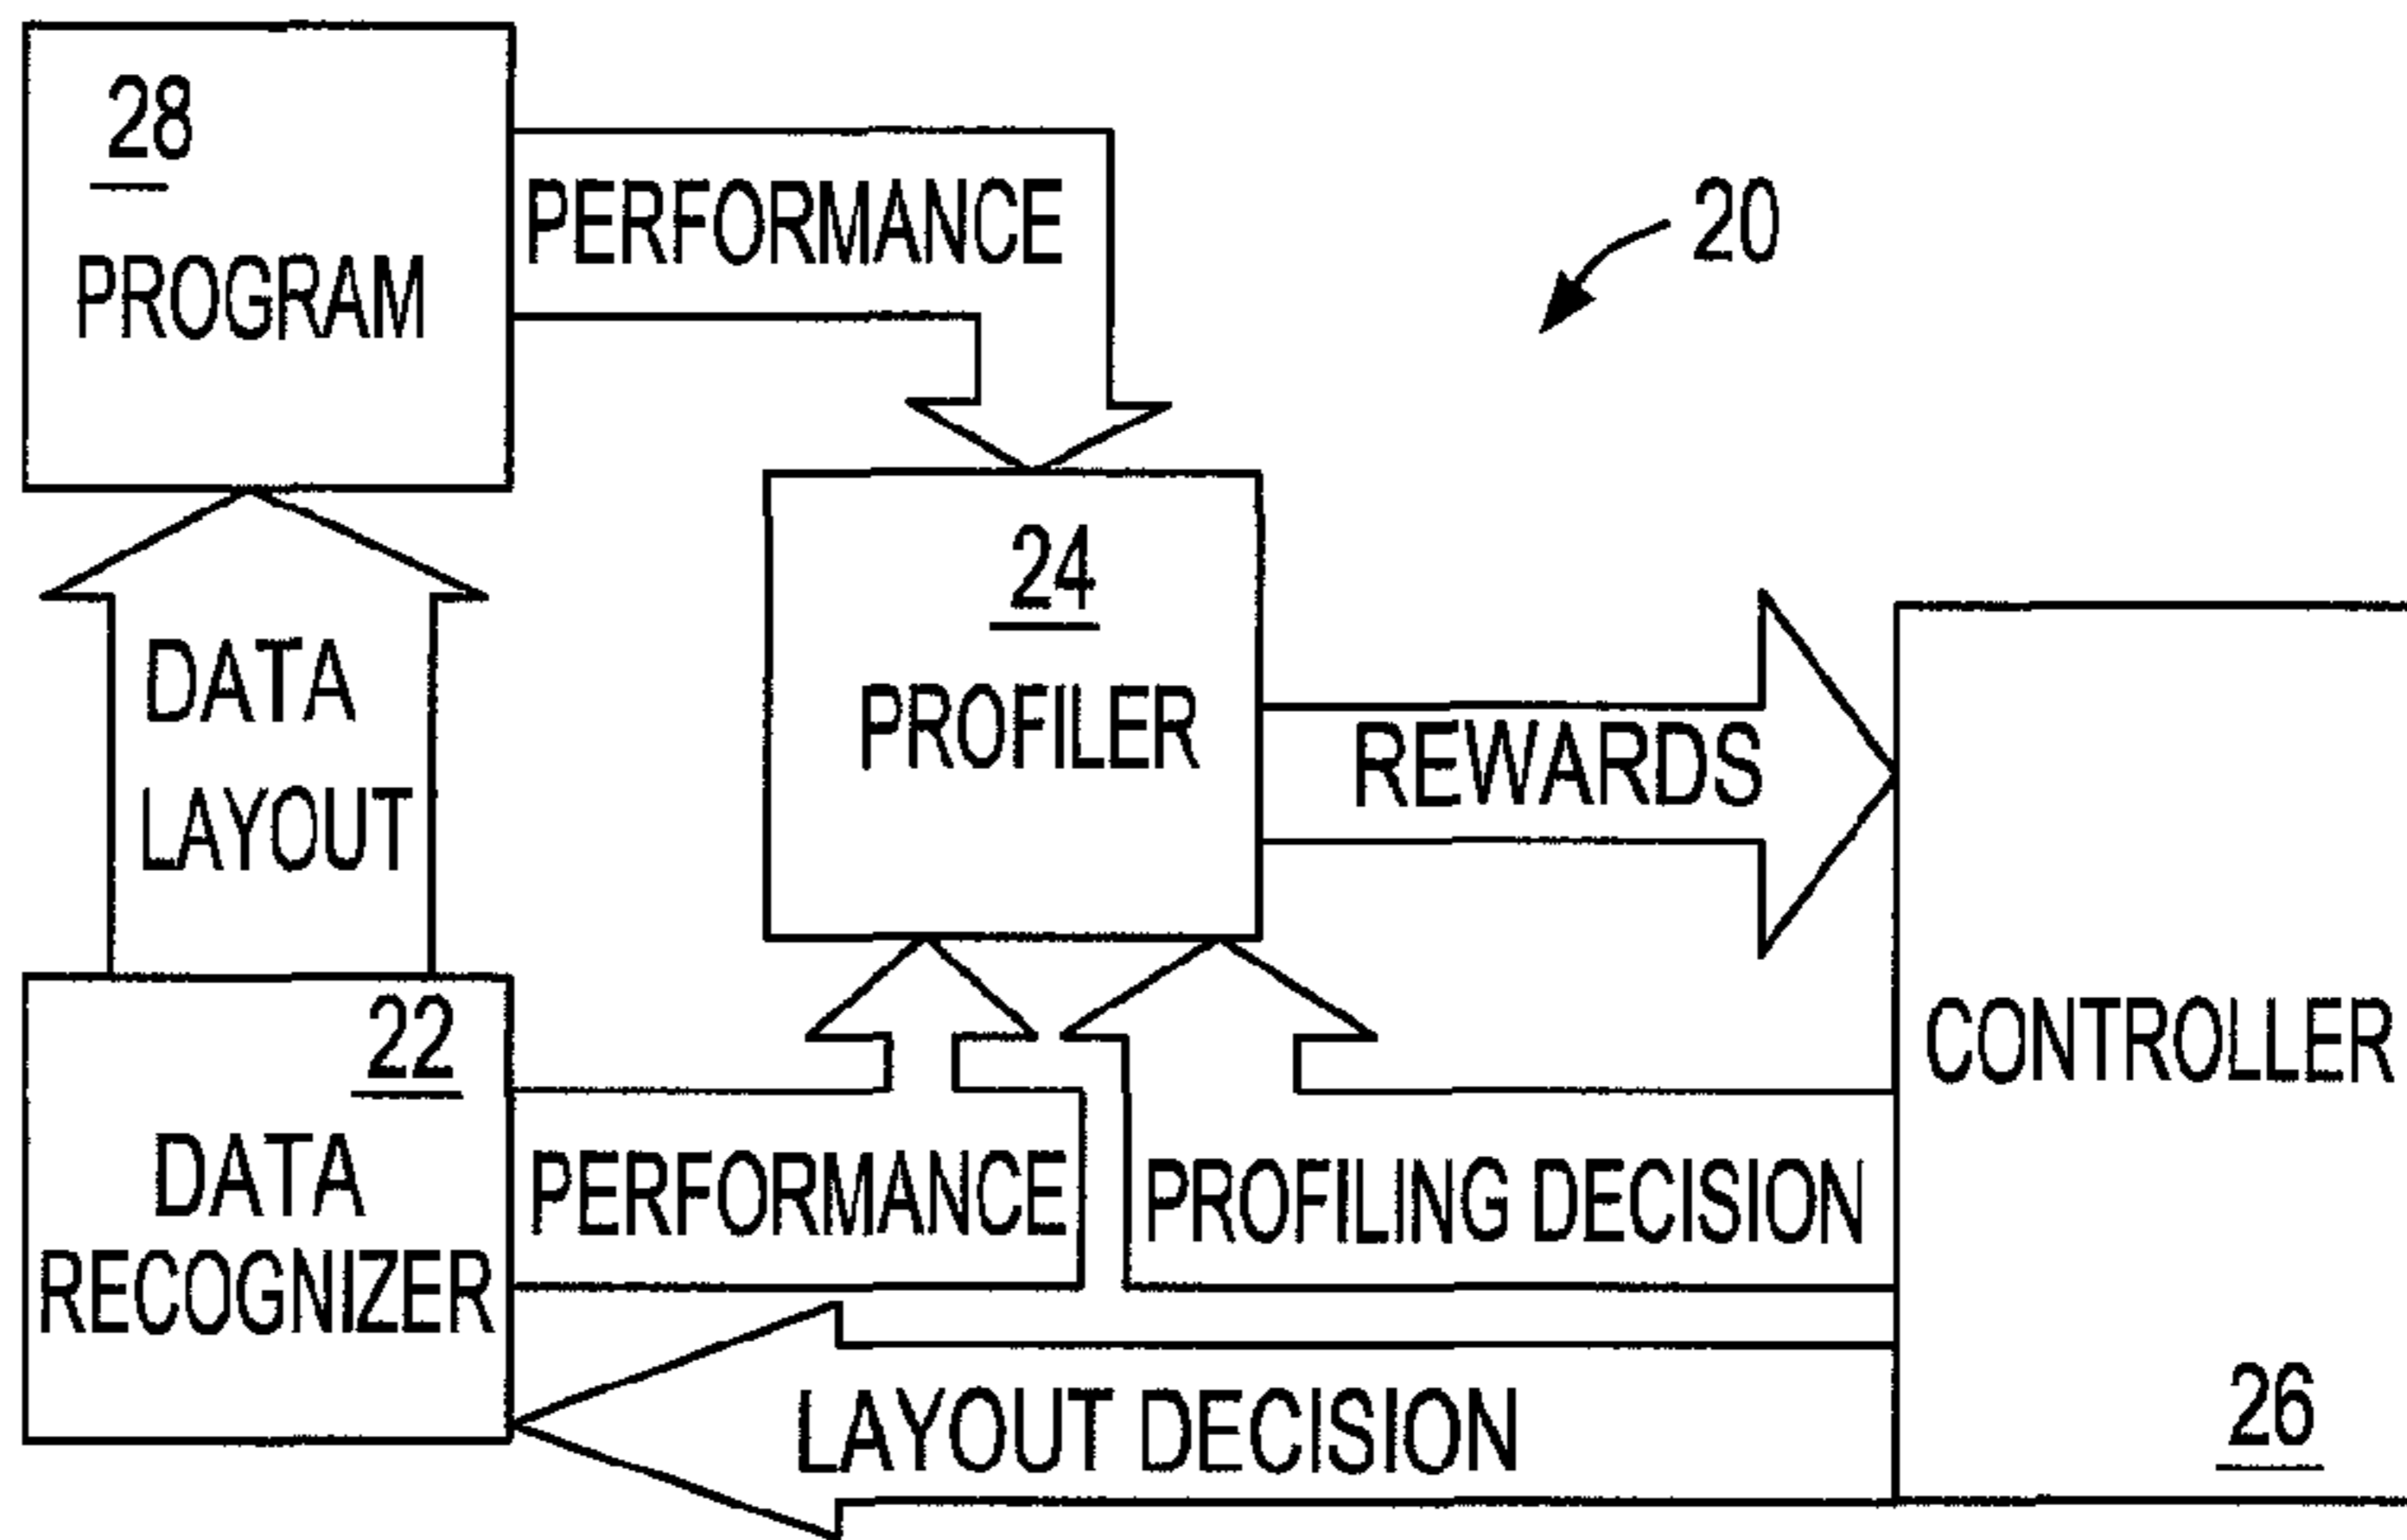 28
PROGRAM
PERFORMANCE
20
24
PROFILER
DATA
LAYOUT
REWARDS
22
DATA
RECOGNIZER
PERFORMANCE
PROFILING DECISION
CONTROLLER
LAYOUT DECISION
26